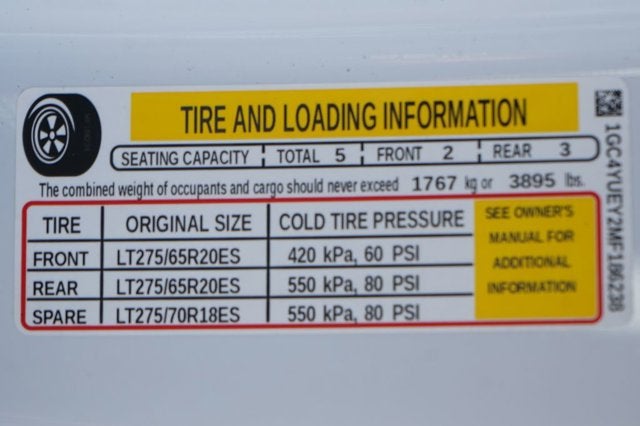 TIRE AND LOADING INFORMATION
SEATING CAPACITY TOTAL 5 FRONT 2 REAR 3
The combined weight of occupants and cargo should never exceed 1767 kg or 3895 lbs.
TIRE ORIGINAL SIZE COLD TIRE PRESSURE
FRONT LT275/65R20ES 420 kPa, 60 PSI
REAR LT275/65R20ES 550 kPa, 80 PSI
SPARE LT275/70R18ES 550 kPa, 80 PSI
SEE OWNER'S
MANUAL FOR
ADDITIONAL
INFORMATION
1GC4YUEY2MF186238